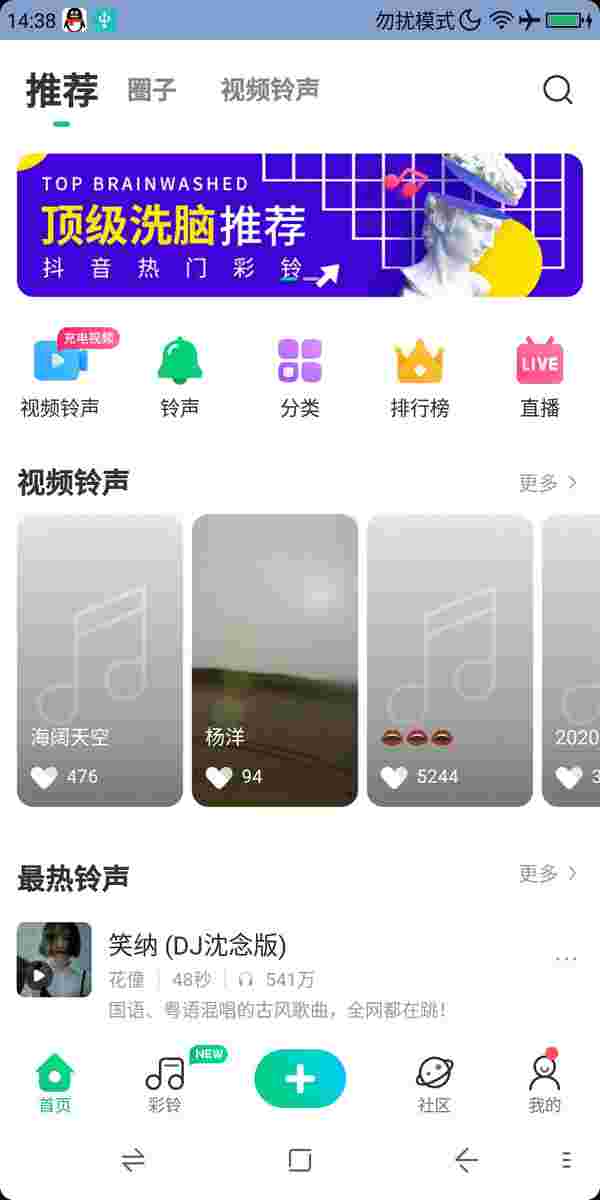 14:38 勿扰模式
推荐 圈子 视频铃声
TOP BRAINWASHED
顶级洗脑推荐
抖音热门彩铃
充电视频
LIVE
视频铃声 铃声 分类 排行榜 直播
视频铃声 更多
海阔天空 杨洋 👄👄👄 2020
476 94 5244 3
最热铃声 更多
笑纳 (DJ沈念版)
花僮 48秒 541万
国语、粤语混唱的古风歌曲，全网都在跳！
NEW
首页 彩铃 社区 我的